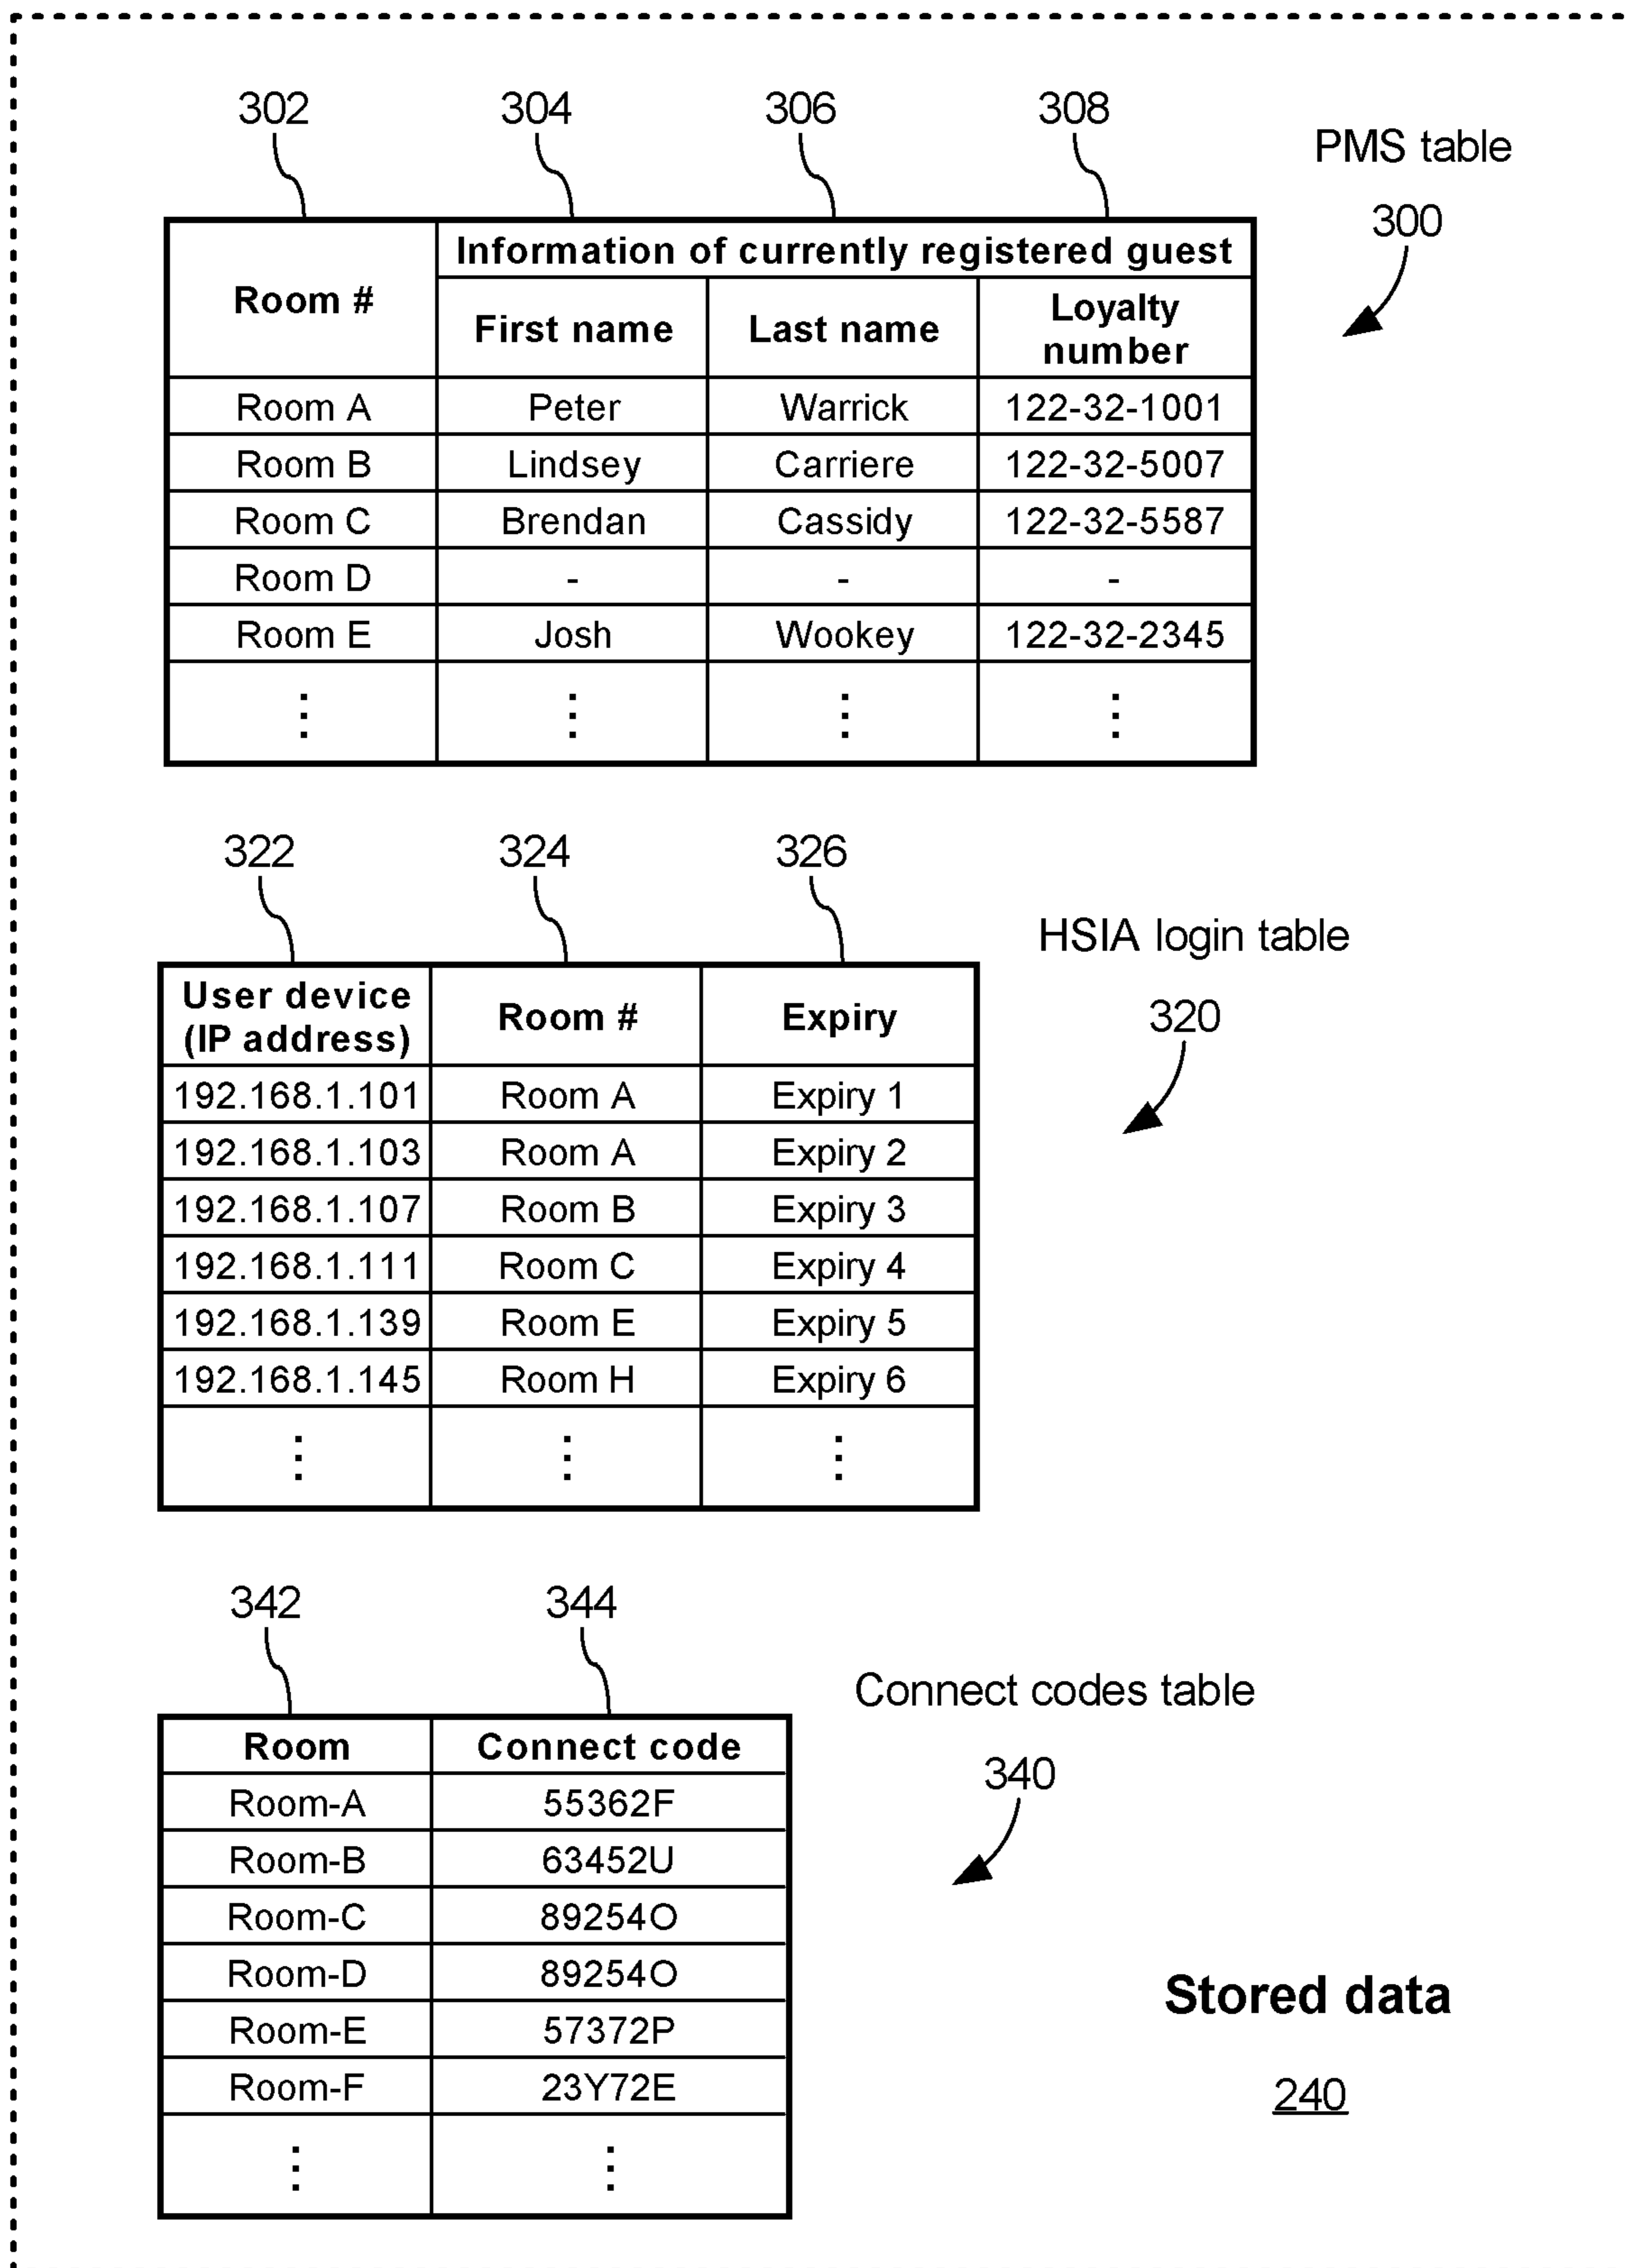 302 304 306 308
PMS table
300
Information of currently registered guest
Room #
First name Last name Loyalty number
Room A Peter Warrick 122-32-1001
Room B Lindsey Carriere 122-32-5007
Room C Brendan Cassidy 122-32-5587
Room D - - -
Room E Josh Wookey 122-32-2345
⋮ ⋮ ⋮ ⋮
322 324 326
HSIA login table
320
User device (IP address) Room # Expiry
192.168.1.101 Room A Expiry 1
192.168.1.103 Room A Expiry 2
192.168.1.107 Room B Expiry 3
192.168.1.111 Room C Expiry 4
192.168.1.139 Room E Expiry 5
192.168.1.145 Room H Expiry 6
⋮ ⋮ ⋮
342 344
Connect codes table
340
Room Connect code
Room-A 55362F
Room-B 63452U
Room-C 89254O
Room-D 89254O
Room-E 57372P
Room-F 23Y72E
⋮ ⋮
Stored data
240